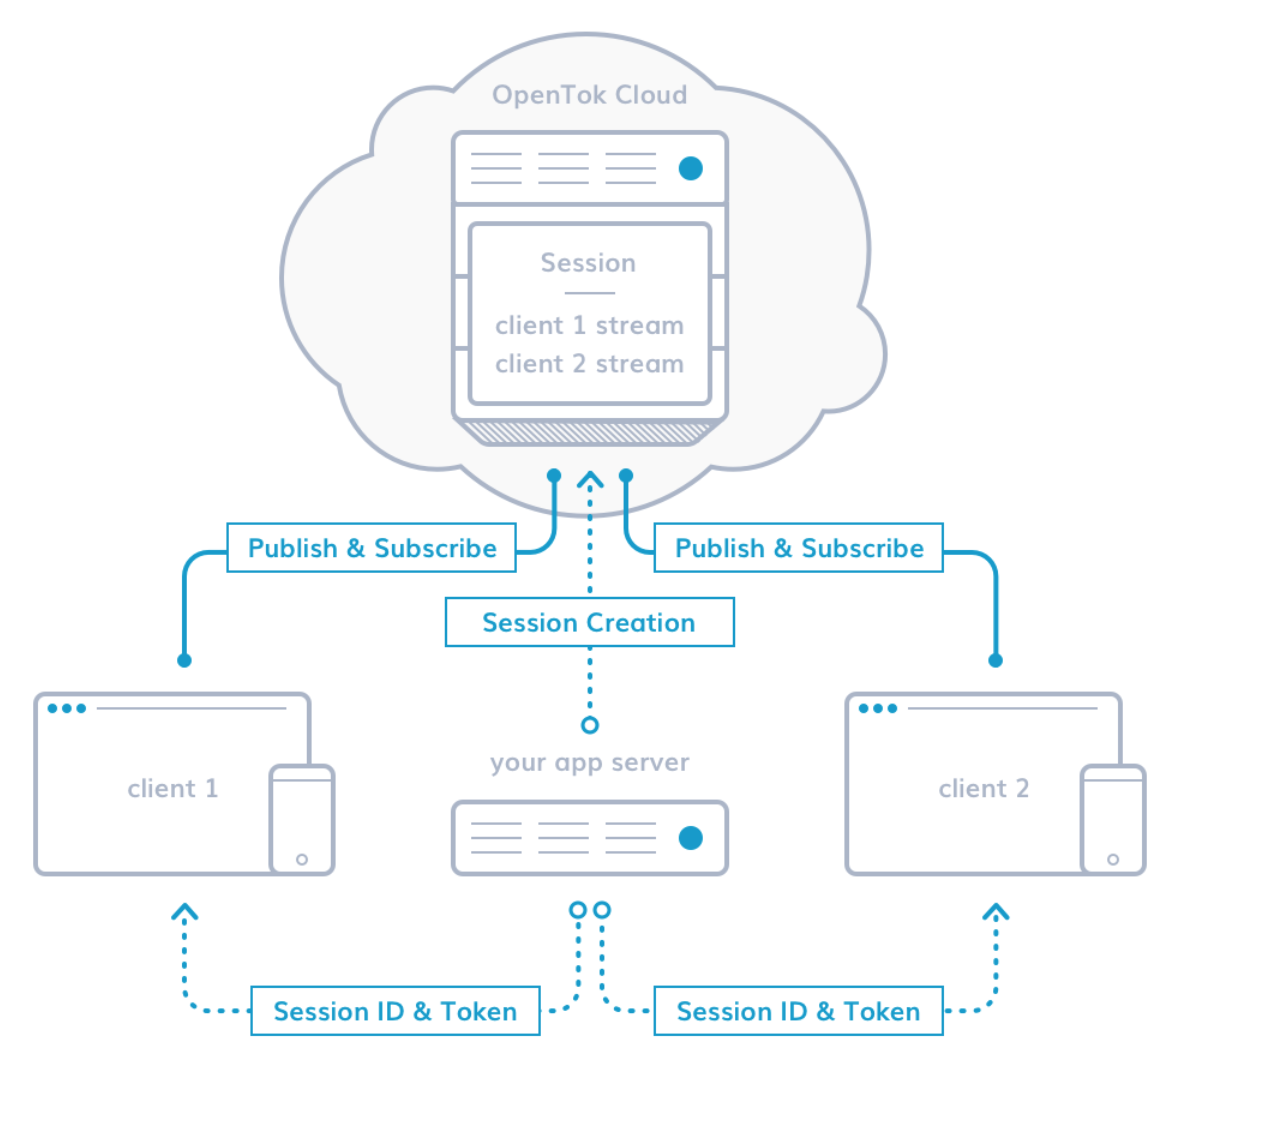 OpenTok Cloud
Session
client 1 stream
client 2 stream
Publish & Subscribe
Publish & Subscribe
Session Creation
your app server
client 1
client 2
Session ID & Token
Session ID & Token